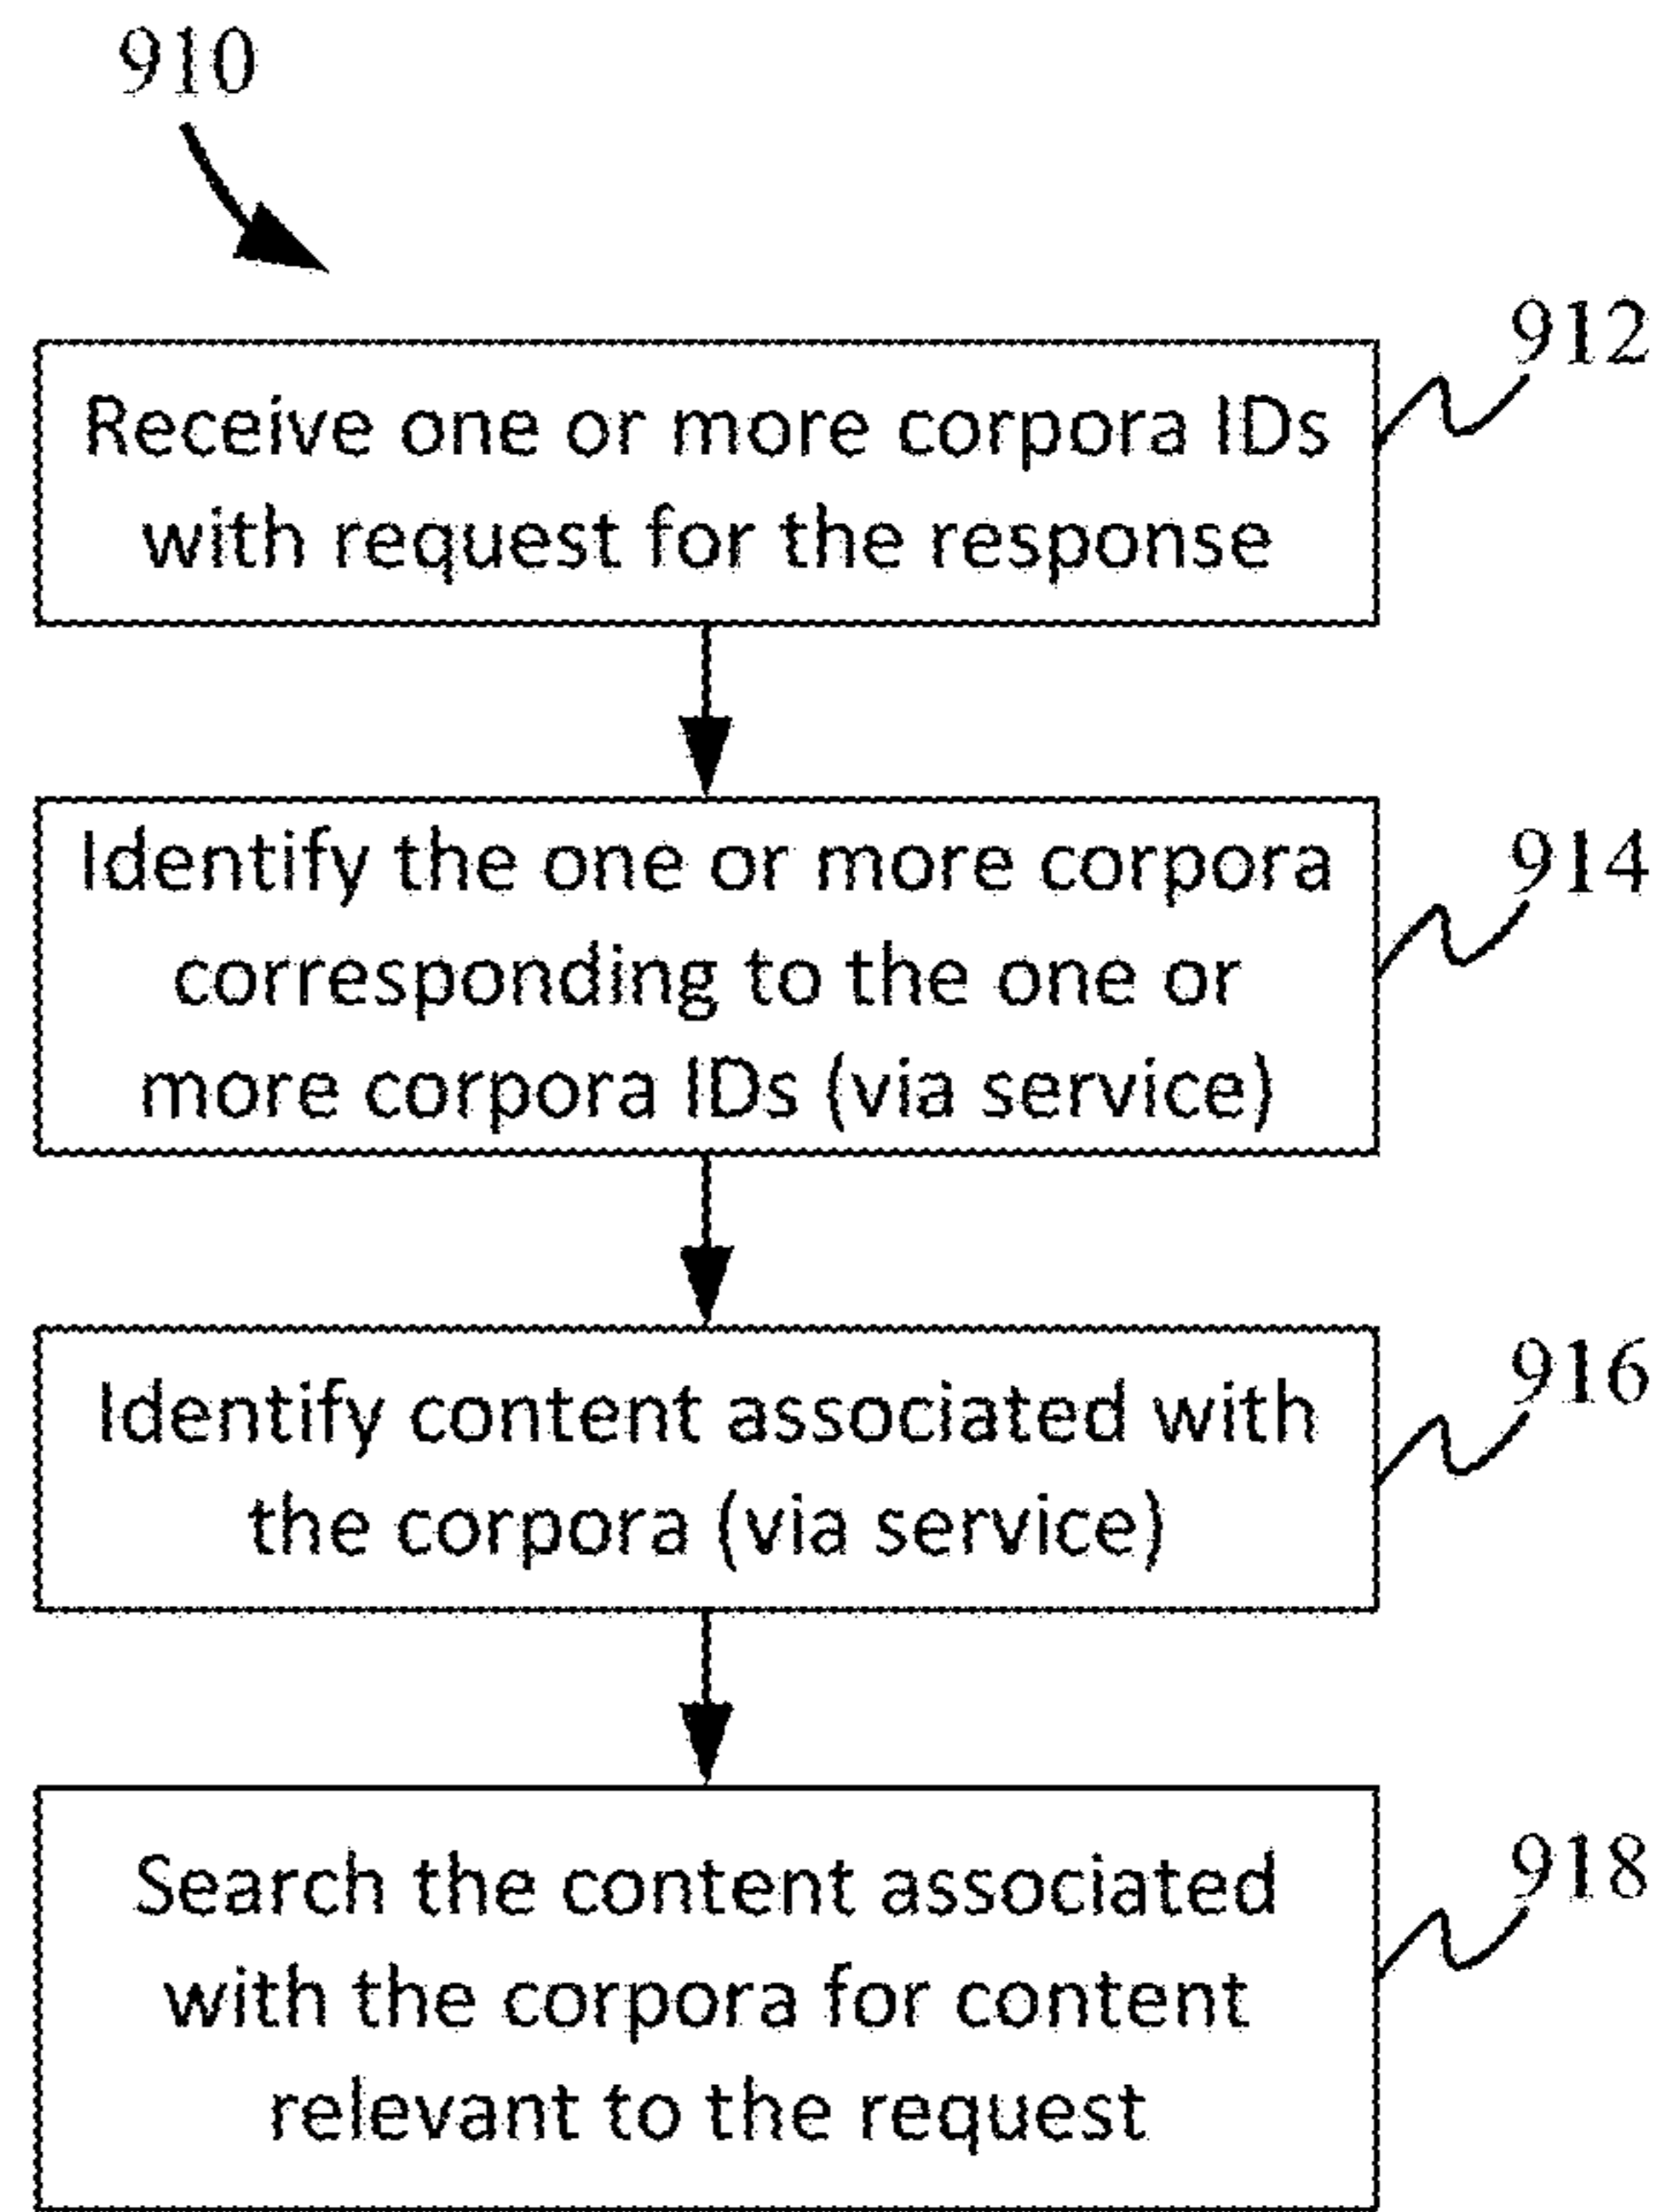 910
912
Receive one or more corpora IDs
with request for the response
914
Identify the one or more corpora
corresponding to the one or
more corpora IDs (via service)
916
Identify content associated with
the corpora (via service)
918
Search the content associated
with the corpora for content
relevant to the request